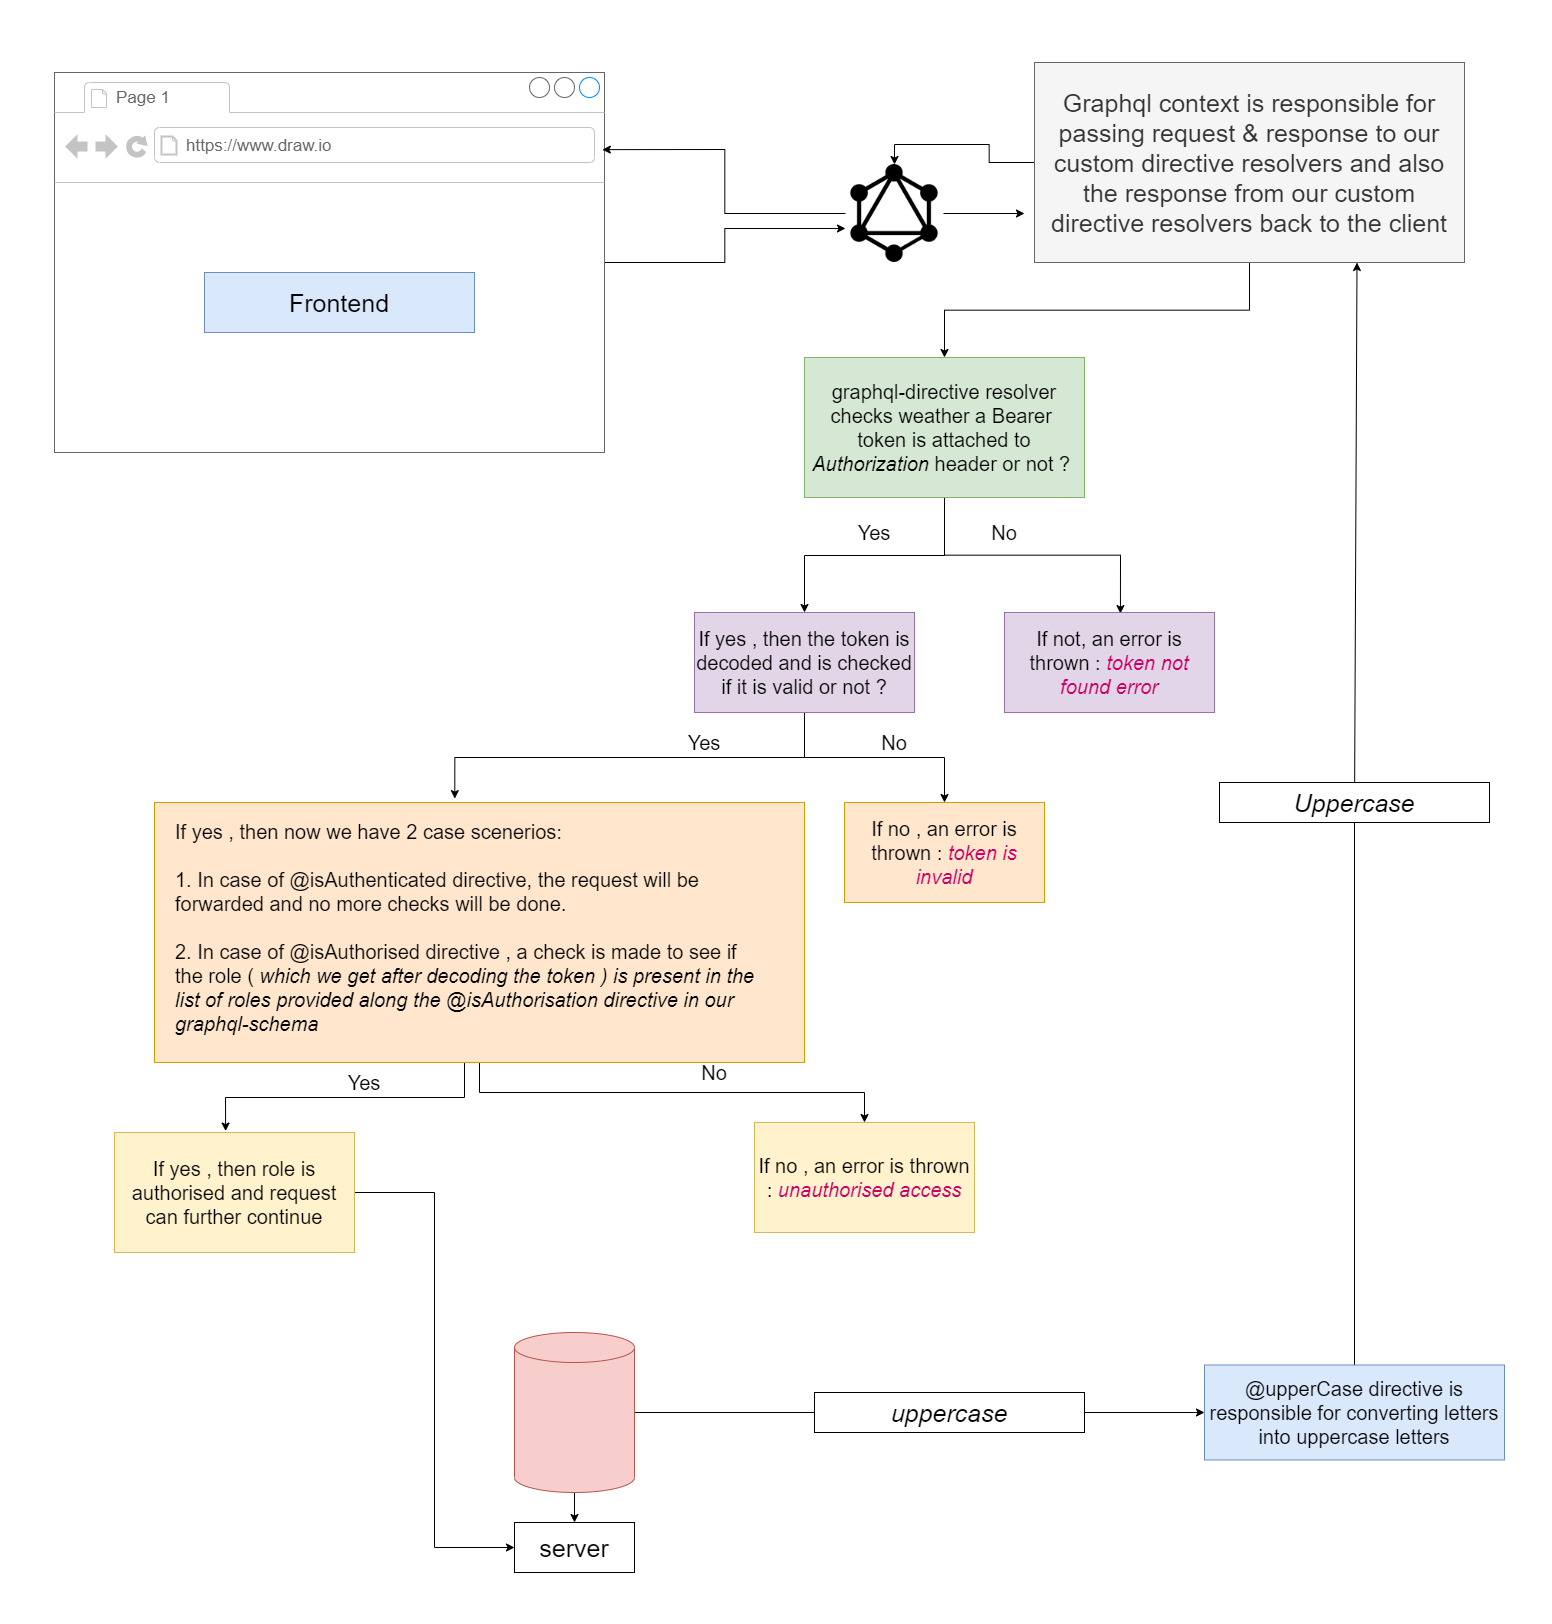 Page 1
https://www.draw.io
Frontend
Graphql context is responsible for
passing request & response to our
custom directive resolvers and also
the response from our custom
directive resolvers back to the client
graphql-directive resolver
checks weather a Bearer
token is attached to
Authorization header or not ?
Yes
No
If yes , then the token is
decoded and is checked
if it is valid or not ?
If not, an error is
thrown : token not
found error
Yes
No
If yes , then now we have 2 case scenerios:
1. In case of @isAuthenticated directive, the request will be
forwarded and no more checks will be done.
2. In case of @isAuthorised directive , a check is made to see if
the role ( which we get after decoding the token ) is present in the
list of roles provided along the @isAuthorisation directive in our
graphql-schema
If no , an error is
thrown : token is
invalid
Uppercase
Yes
No
If yes , then role is
authorised and request
can further continue
If no , an error is thrown
: unauthorised access
uppercase
@upperCase directive is
responsible for converting letters
into uppercase letters
server